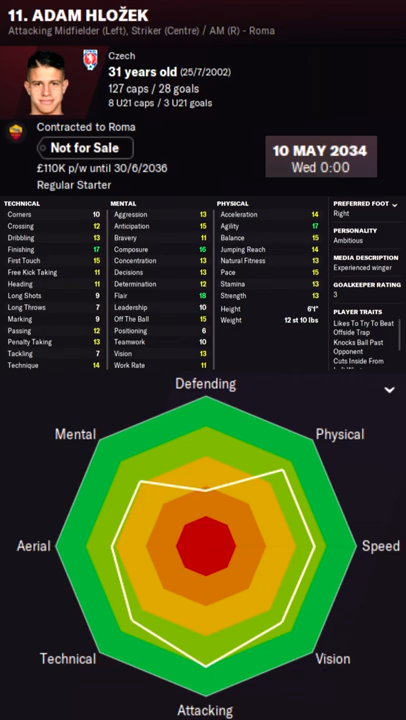 11. ADAM HLOŽEK
Attacking Midfielder (Left), Striker (Centre) / AM (R) - Roma
Czech
31 years old (25/7/2002)
127 caps / 28 goals
8 U21 caps / 3 U21 goals
Contracted to Roma
Not for Sale
£110K p/w until 30/6/2036
Regular Starter
10 MAY 2034
Wed 0:00
TECHNICAL
Corners 10
Crossing 12
Dribbling 13
Finishing 17
First Touch 15
Free Kick Taking 11
Heading 11
Long Shots 9
Long Throws 7
Marking 9
Passing 12
Penalty Taking 13
Tackling 7
Technique 14
MENTAL
Aggression 13
Anticipation 15
Bravery 11
Composure 16
Concentration 13
Decisions 13
Determination 12
Flair 18
Leadership 10
Off The Ball 15
Positioning 6
Teamwork 10
Vision 13
Work Rate 11
PHYSICAL
Acceleration 14
Agility 17
Balance 15
Jumping Reach 14
Natural Fitness 13
Pace 15
Stamina 13
Strength 13
Height 6'1"
Weight 12 st 10 lbs
PREFERRED FOOT
Right
PERSONALITY
Ambitious
MEDIA DESCRIPTION
Experienced winger
GOALKEEPER RATING
3
PLAYER TRAITS
Likes To Try To Beat
Offside Trap
Knocks Ball Past
Opponent
Cuts Inside From
Defending
Mental
Physical
Aerial
Speed
Technical
Vision
Attacking